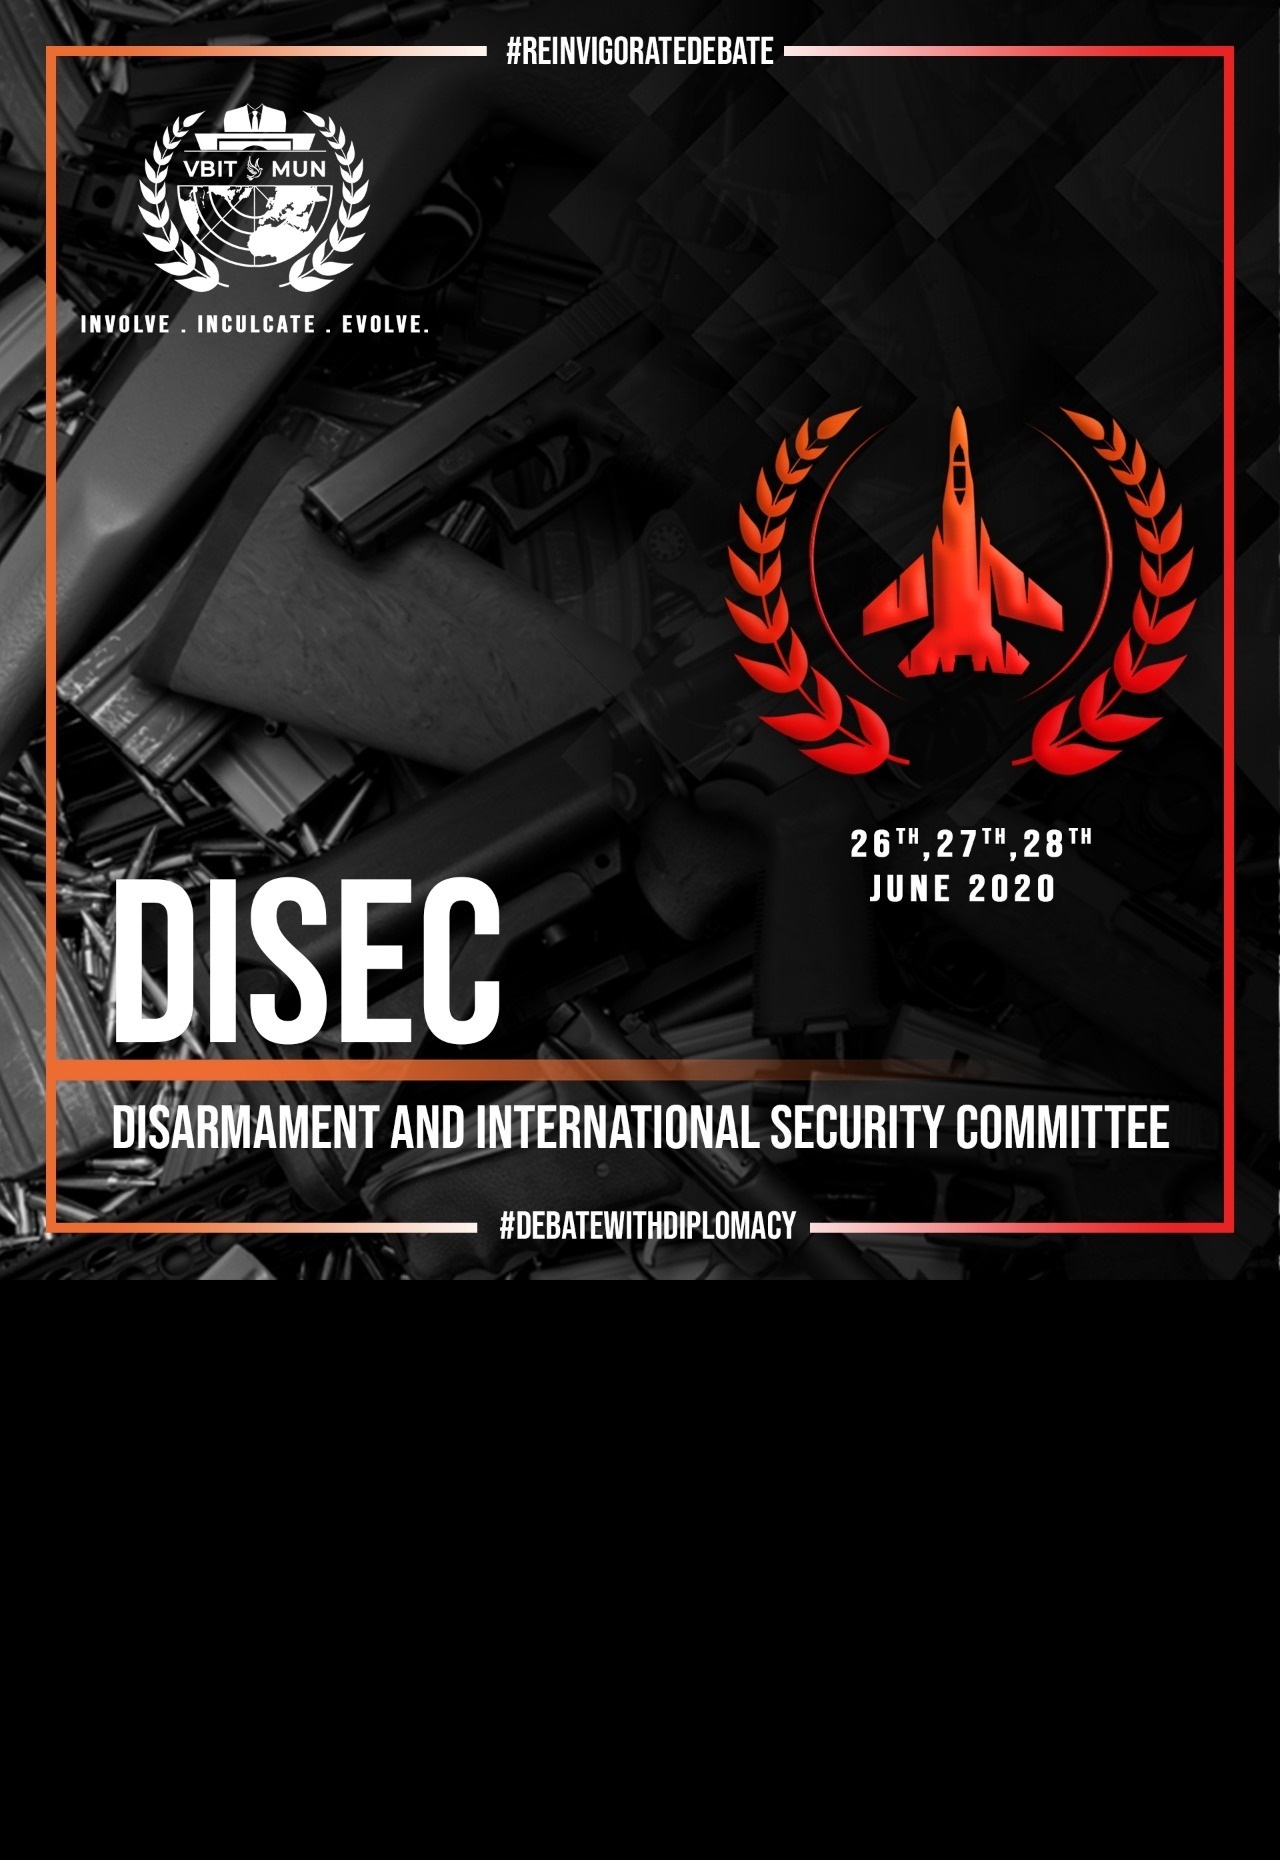 #REINVIGORATEDEBATE
VBIT MUN
INVOLVE . INCULCATE . EVOLVE.
26TH,27TH,28TH
JUNE 2020
DISEC
DISARMAMENT AND INTERNATIONAL SECURITY COMMITTEE
#DEBATEWITHDIPLOMACY